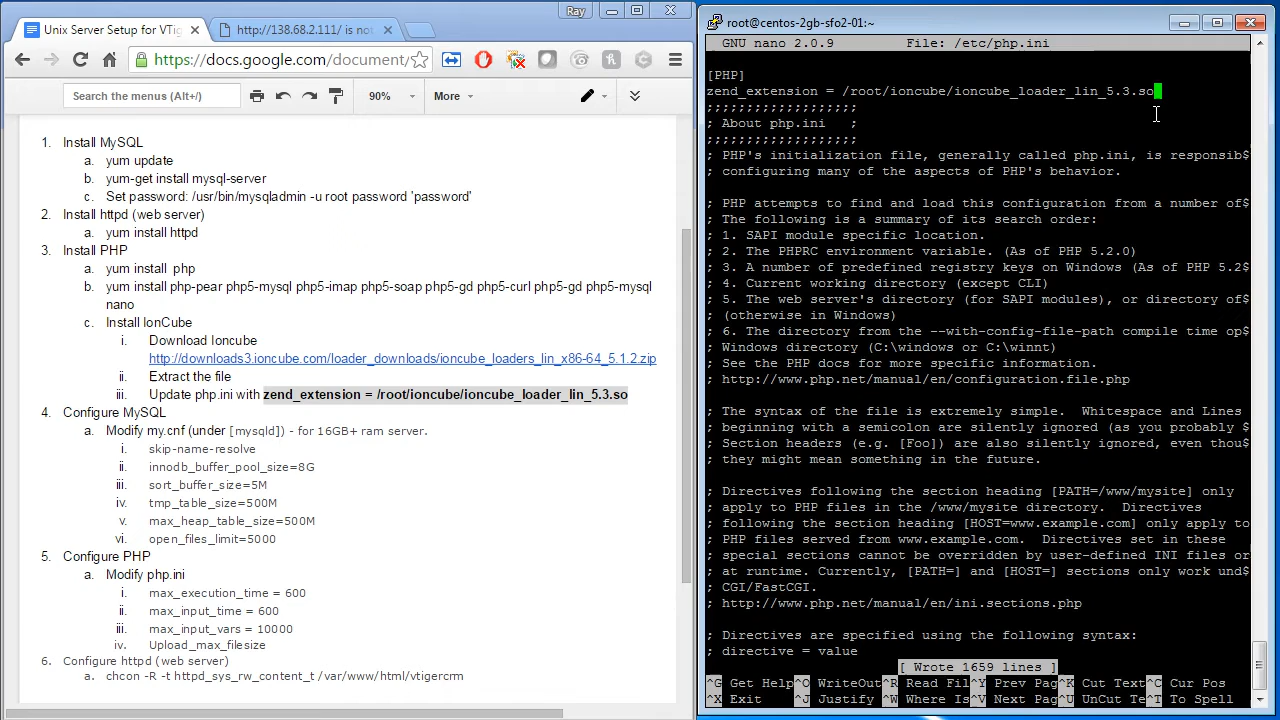 Ray
Unix Server Setup for VTig
http://138.68.2.111/ is not
https://docs.google.com/document/
Search the menus (Alt+/)
90%
More
1. Install MySQL
a. yum update
b. yum-get install mysql-server
c. Set password: /usr/bin/mysqladmin -u root password 'password'
2. Install httpd (web server)
a. yum install httpd
3. Install PHP
a. yum install php
b. yum install php-pear php5-mysql php5-imap php5-soap php5-gd php5-curl php5-gd php5-mysql
nano
c. Install IonCube
i. Download Ioncube
http://downloads3.ioncube.com/loader_downloads/ioncube_loaders_lin_x86-64_5.1.2.zip
ii. Extract the file
iii. Update php.ini with zend_extension = /root/ioncube/ioncube_loader_lin_5.3.so
4. Configure MySQL
a. Modify my.cnf (under [mysqld]) - for 16GB+ ram server.
i. skip-name-resolve
ii. innodb_buffer_pool_size=8G
iii. sort_buffer_size=5M
iv. tmp_table_size=500M
v. max_heap_table_size=500M
vi. open_files_limit=5000
5. Configure PHP
a. Modify php.ini
i. max_execution_time = 600
ii. max_input_time = 600
iii. max_input_vars = 10000
iv. Upload_max_filesize
6. Configure httpd (web server)
a. chcon -R -t httpd_sys_rw_content_t /var/www/html/vtigercrm
root@centos-2gb-sfo2-01:~
GNU nano 2.0.9 File: /etc/php.ini
[PHP]
zend_extension = /root/ioncube/ioncube_loader_lin_5.3.so
;;;;;;;;;;;;;;;;;;;
; About php.ini   ;
;;;;;;;;;;;;;;;;;;;
; PHP's initialization file, generally called php.ini, is responsib$
; configuring many of the aspects of PHP's behavior.
; PHP attempts to find and load this configuration from a number of$
; The following is a summary of its search order:
; 1. SAPI module specific location.
; 2. The PHPRC environment variable. (As of PHP 5.2.0)
; 3. A number of predefined registry keys on Windows (As of PHP 5.2$
; 4. Current working directory (except CLI)
; 5. The web server's directory (for SAPI modules), or directory of$
; (otherwise in Windows)
; 6. The directory from the --with-config-file-path compile time op$
; Windows directory (C:\windows or C:\winnt)
; See the PHP docs for more specific information.
; http://www.php.net/manual/en/configuration.file.php
; The syntax of the file is extremely simple.  Whitespace and Lines
; beginning with a semicolon are silently ignored (as you probably $
; Section headers (e.g. [Foo]) are also silently ignored, even thou$
; they might mean something in the future.
; Directives following the section heading [PATH=/www/mysite] only
; apply to PHP files in the /www/mysite directory.  Directives
; following the section heading [HOST=www.example.com] only apply to
; PHP files served from www.example.com.  Directives set in these
; special sections cannot be overridden by user-defined INI files or
; at runtime. Currently, [PATH=] and [HOST=] sections only work und$
; CGI/FastCGI.
; http://www.php.net/manual/en/ini.sections.php
; Directives are specified using the following syntax:
; directive = value
[ Wrote 1659 lines ]
^G Get Help^O WriteOut^R Read Fil^Y Prev Pag^K Cut Text^C Cur Pos
^X Exit ^J Justify ^W Where Is^V Next Pag^U UnCut Te^T To Spell